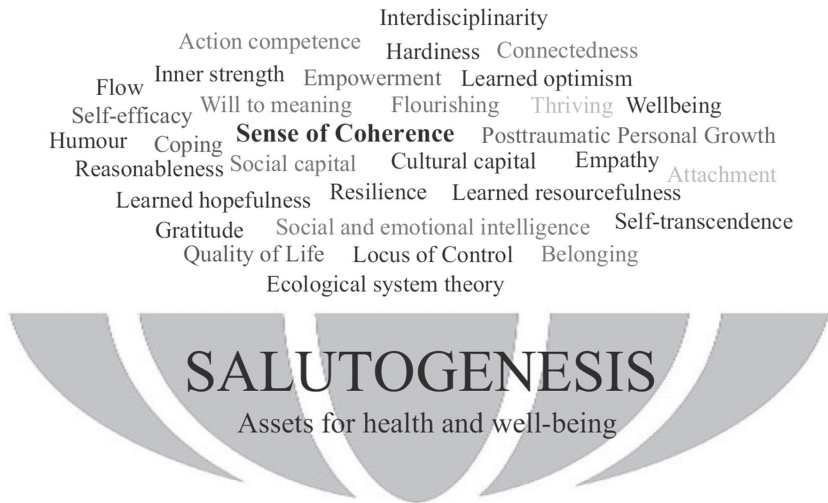 Interdisciplinarity
Action competence Hardiness Connectedness
Flow Inner strength Empowerment Learned optimism
Self-efficacy Will to meaning Flourishing Thriving Wellbeing
Humour Coping Sense of Coherence Posttraumatic Personal Growth
Reasonableness Social capital Cultural capital Empathy Attachment
Learned hopefulness Resilience Learned resourcefulness
Gratitude Social and emotional intelligence Self-transcendence
Quality of Life Locus of Control Belonging
Ecological system theory
SALUTOGENESIS
Assets for health and well-being